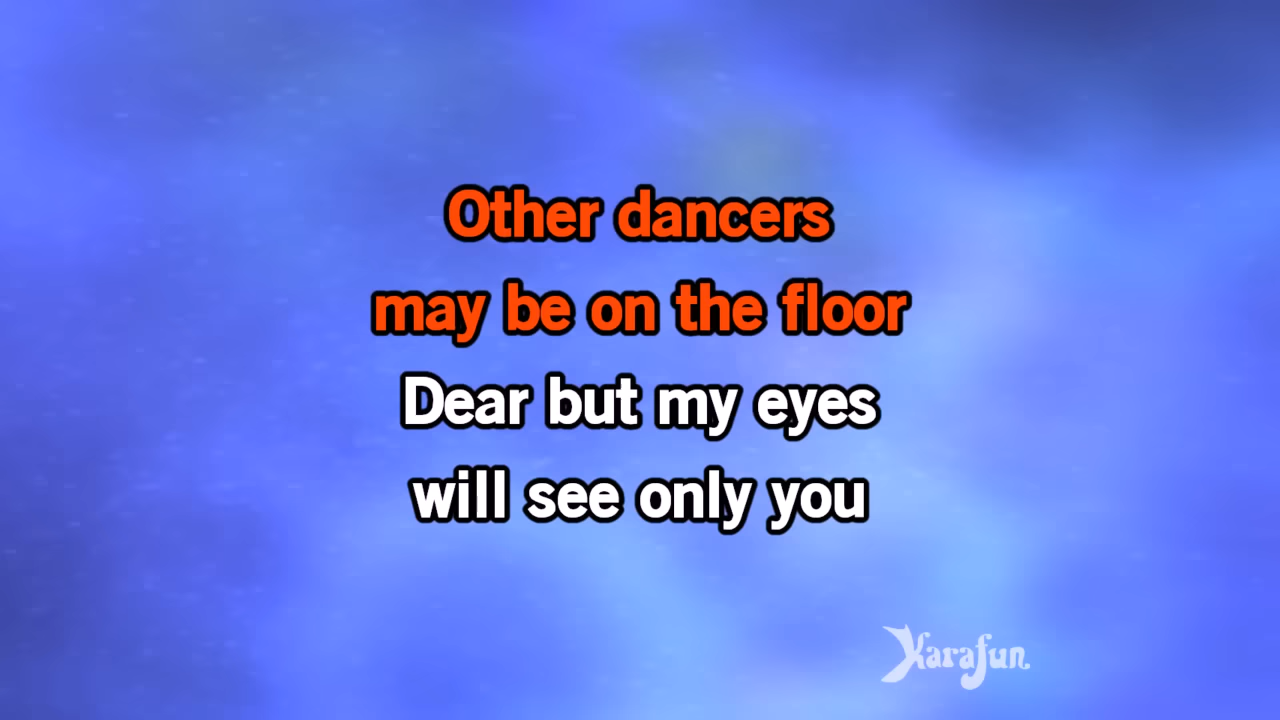 Other dancers
may be on the floor
Dear but my eyes
will see only you
Karafun